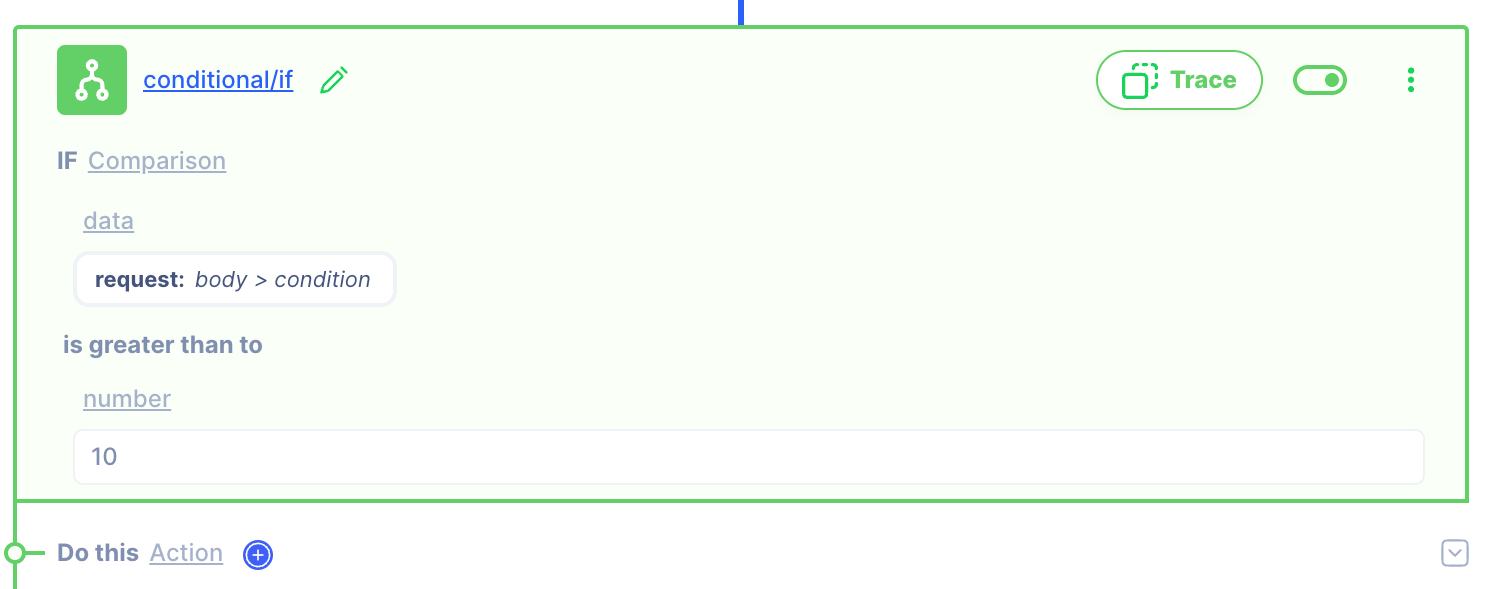 conditional/if
Trace
IF Comparison
data
request: body > condition
is greater than to
number
10
Do this Action